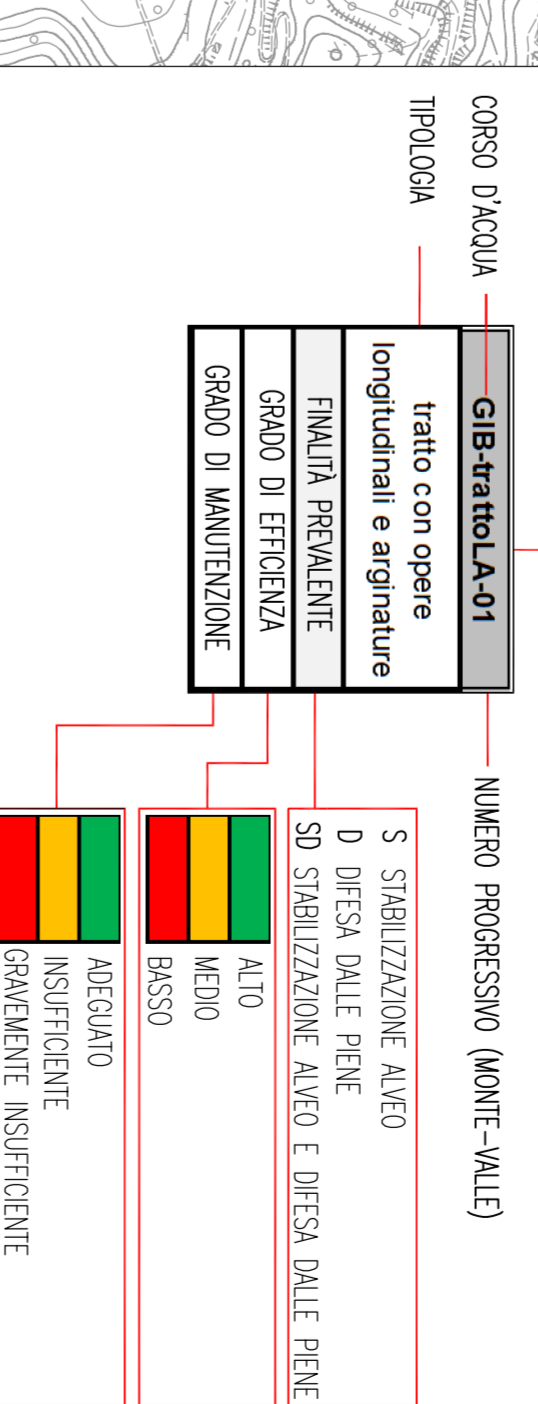 CORSO D'ACQUA
GIB-trattoLA-01
NUMERO PROGRESSIVO (MONTE-VALLE)
TIPOLOGIA
tratto con opere
longitudinali e arginature
FINALITÀ PREVALENTE
GRADO DI EFFICIENZA
GRADO DI MANUTENZIONE
S STABILIZZAZIONE ALVEO
D DIFESA DALLE PIENE
SD STABILIZZAZIONE ALVEO E DIFESA DALLE PIENE
ALTO
MEDIO
BASSO
ADEGUATO
INSUFFICIENTE
GRAVEMENTE INSUFFICIENTE